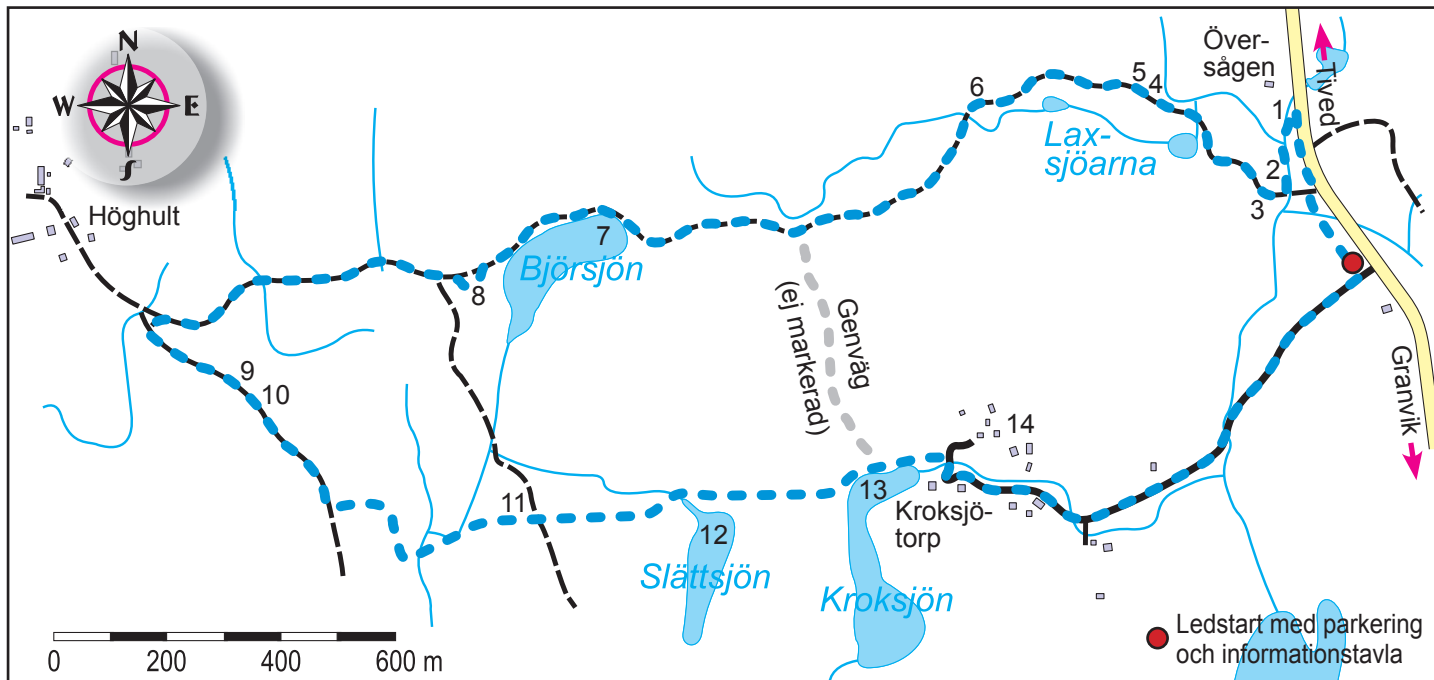 N
W E
S
Höghult
Över-
sågen
Tived
1
2
3
4
5
6
Lax-
sjöarna
7
Björsjön
8
9
10
Genväg
(ej markerad)
Granvik
11
12
Slättsjön
13
Kroksjö-
torp
14
Kroksjön
0 200 400 600 m
Ledstart med parkering
och informationstavla